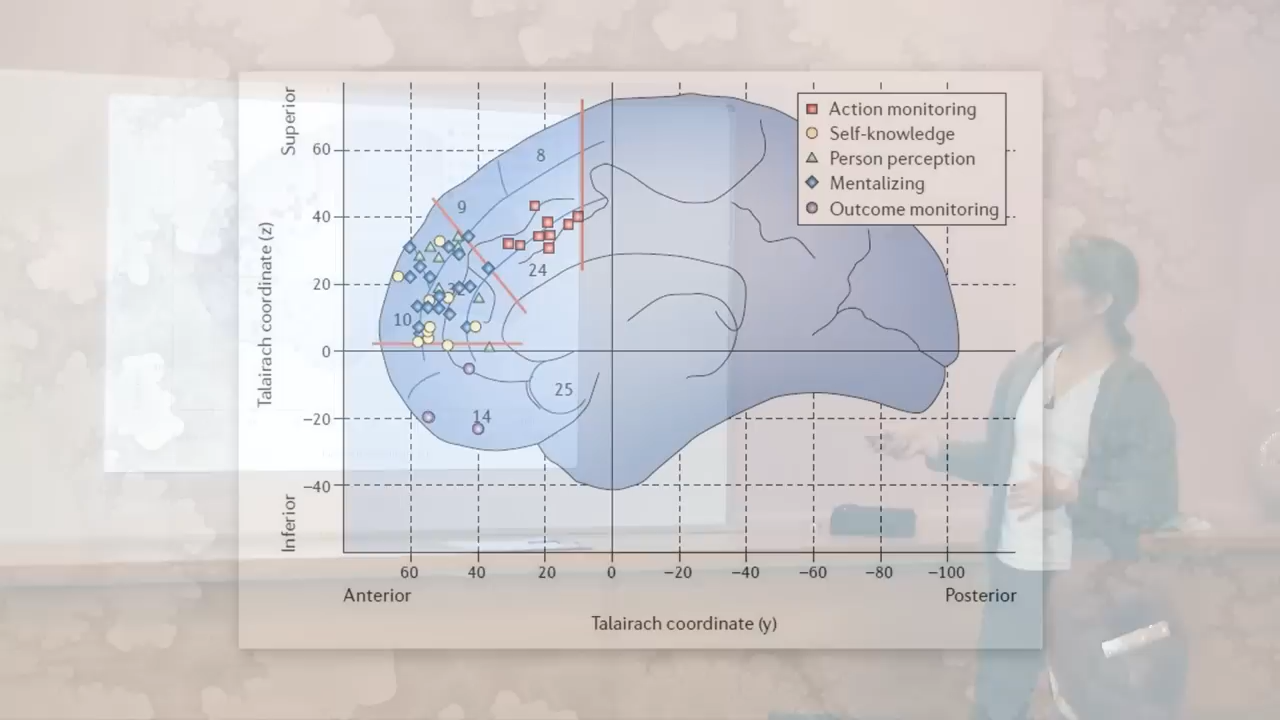 Superior
Talairach coordinate (z)
Inferior
60
40
20
0
−20
−40
8
9
24
32
10
25
14
Action monitoring
Self-knowledge
Person perception
Mentalizing
Outcome monitoring
60
40
20
0
−20
−40
−60
−80
−100
Anterior
Posterior
Talairach coordinate (y)